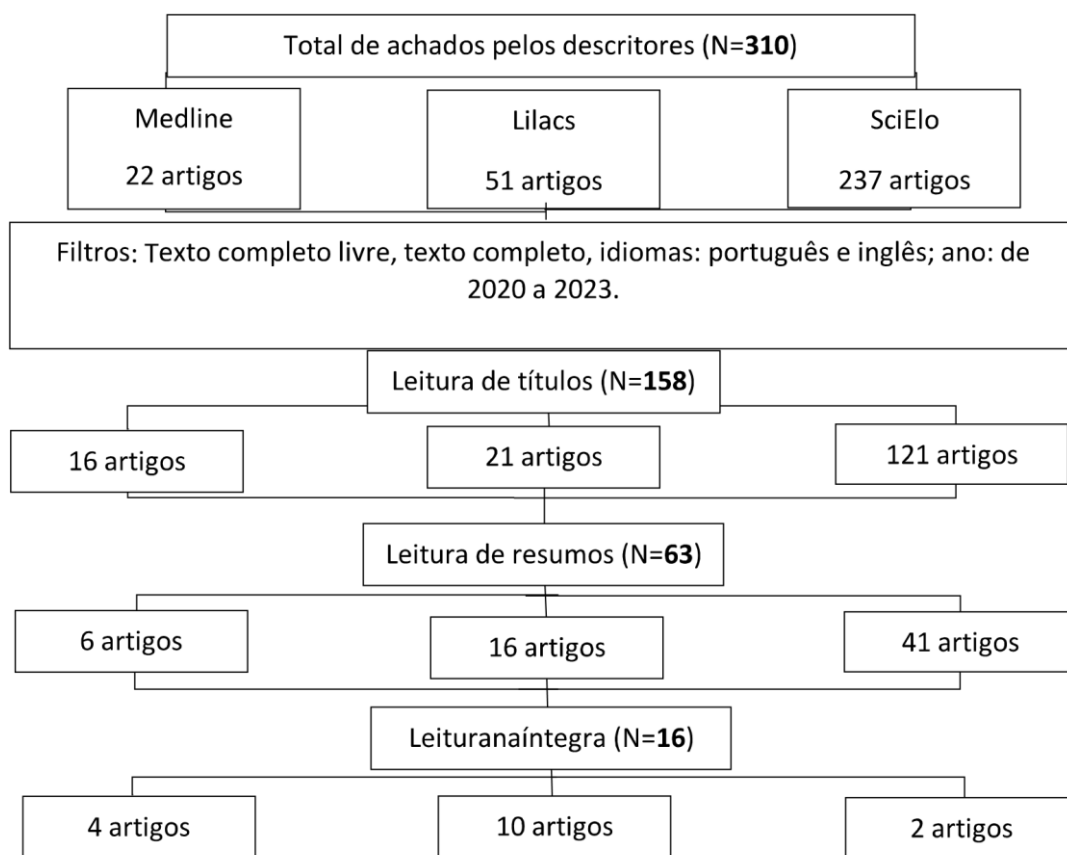 Total de achados pelos descritores (N=310)
Medline
22 artigos
Lilacs
51 artigos
SciElo
237 artigos
Filtros: Texto completo livre, texto completo, idiomas: português e inglês; ano: de
2020 a 2023.
Leitura de títulos (N=158)
16 artigos
21 artigos
121 artigos
Leitura de resumos (N=63)
6 artigos
16 artigos
41 artigos
Leituranaíntegra (N=16)
4 artigos
10 artigos
2 artigos